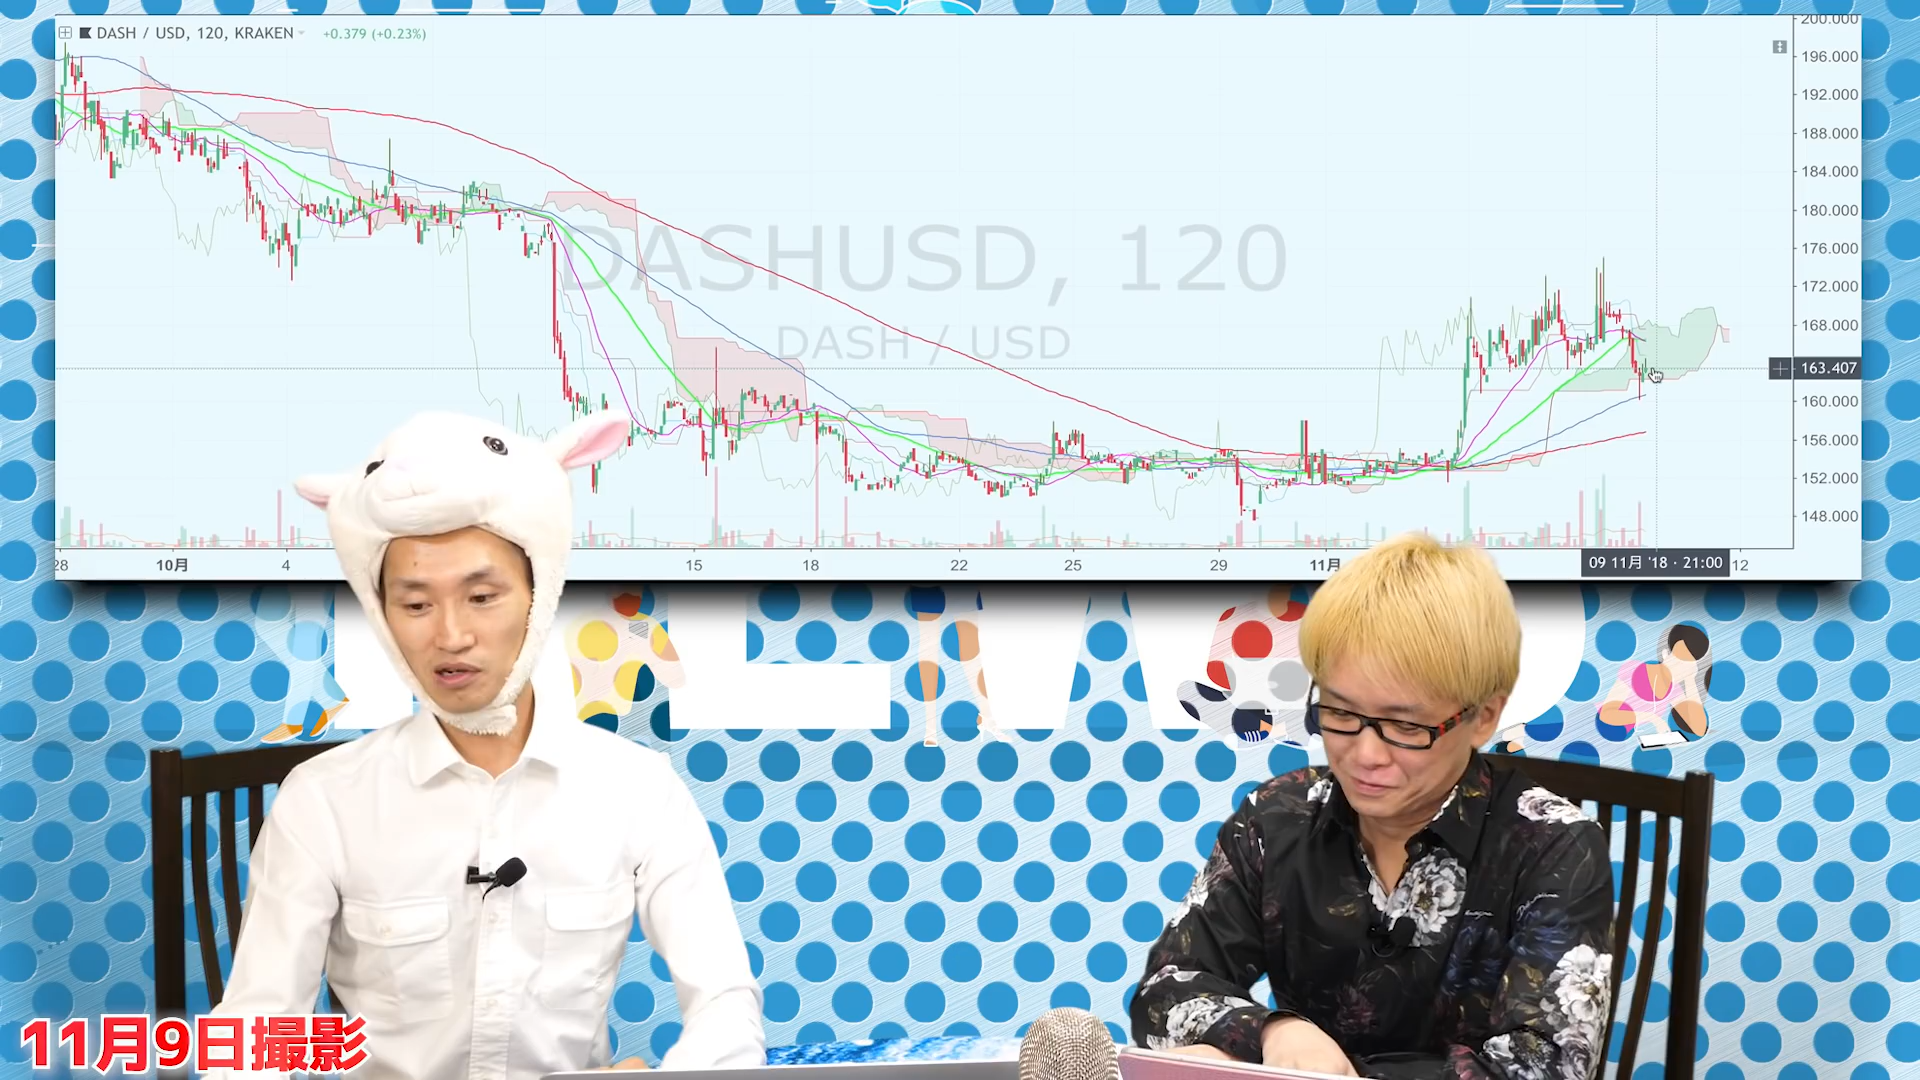 DASH / USD, 120, KRAKEN +0.379 (+0.23%)
200.000
196.000
192.000
188.000
184.000
180.000
176.000
172.000
168.000
163.407
160.000
156.000
152.000
148.000
DASHUSD, 120
DASH / USD
28 10月 4 15 18 22 25 29 11月 09 11月 '18 · 21:00 12
11月9日撮影